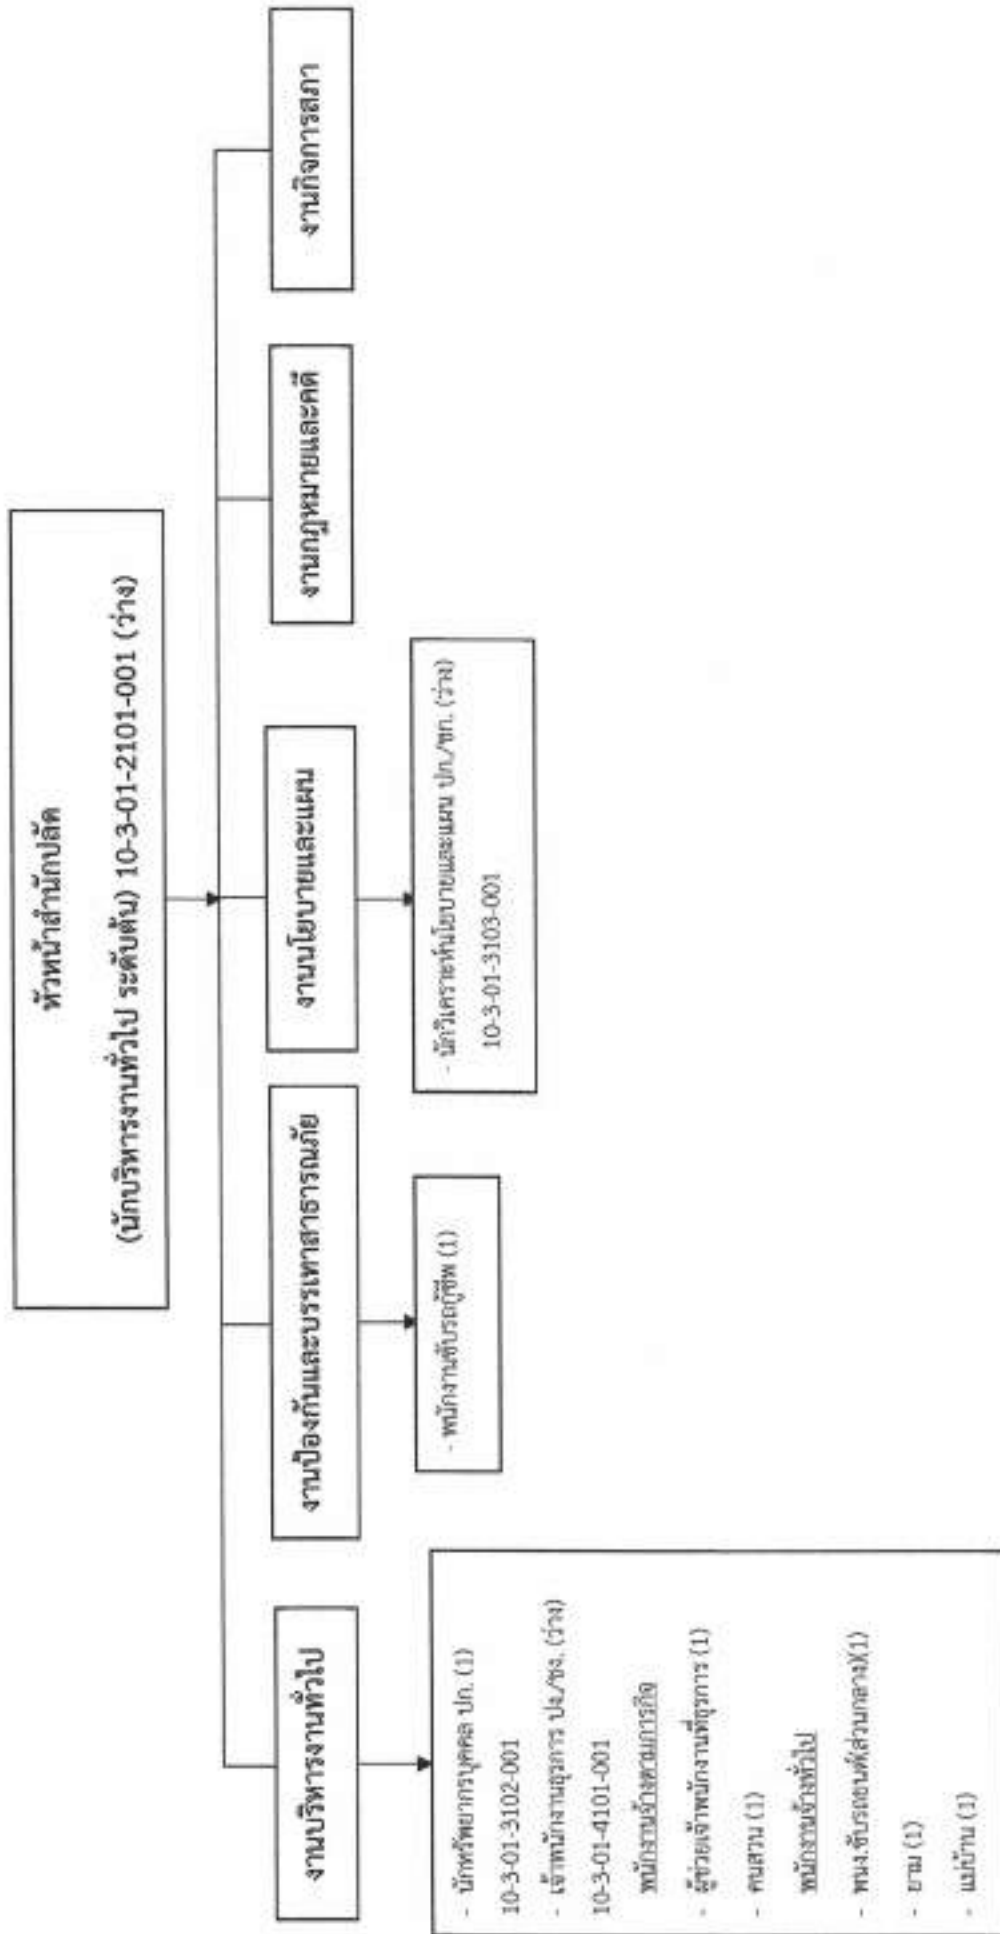 หัวหน้าสำนักปลัด
(นักบริหารงานทั่วไป ระดับต้น) 10-3-01-2101-001 (ว่าง)
งานบริหารงานทั่วไป
งานป้องกันและบรรเทาสาธารณภัย
งานนโยบายและแผน
งานกฎหมายและคดี
งานกิจการสภา
- นักทรัพยากรบุคคล ปก. (1)
10-3-01-3102-001
- เจ้าพนักงานธุรการ ปง./ชง. (ว่าง)
10-3-01-4101-001
พนักงานจ้างตามภารกิจ
- ผู้ช่วยเจ้าพนักงานที่ธุรการ (1)
- คนสวน (1)
พนักงานจ้างทั่วไป
- พนง.ขับรถยนต์(ส่วนกลาง)(1)
- ยาม (1)
- แม่บ้าน (1)
- พนักงานขับรถกู้ชีพ (1)
- นักวิเคราะห์นโยบายและแผน ปก./ชก. (ว่าง)
10-3-01-3103-001